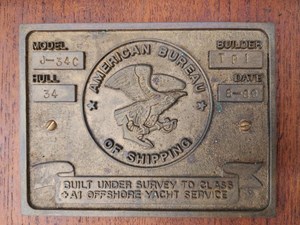 MODEL
J-34C
BUILDER
HULL
34
DATE
AMERICAN BUREAU
OF SHIPPING
BUILT UNDER SURVEY TO CLASS
A1 OFFSHORE YACHT SERVICE